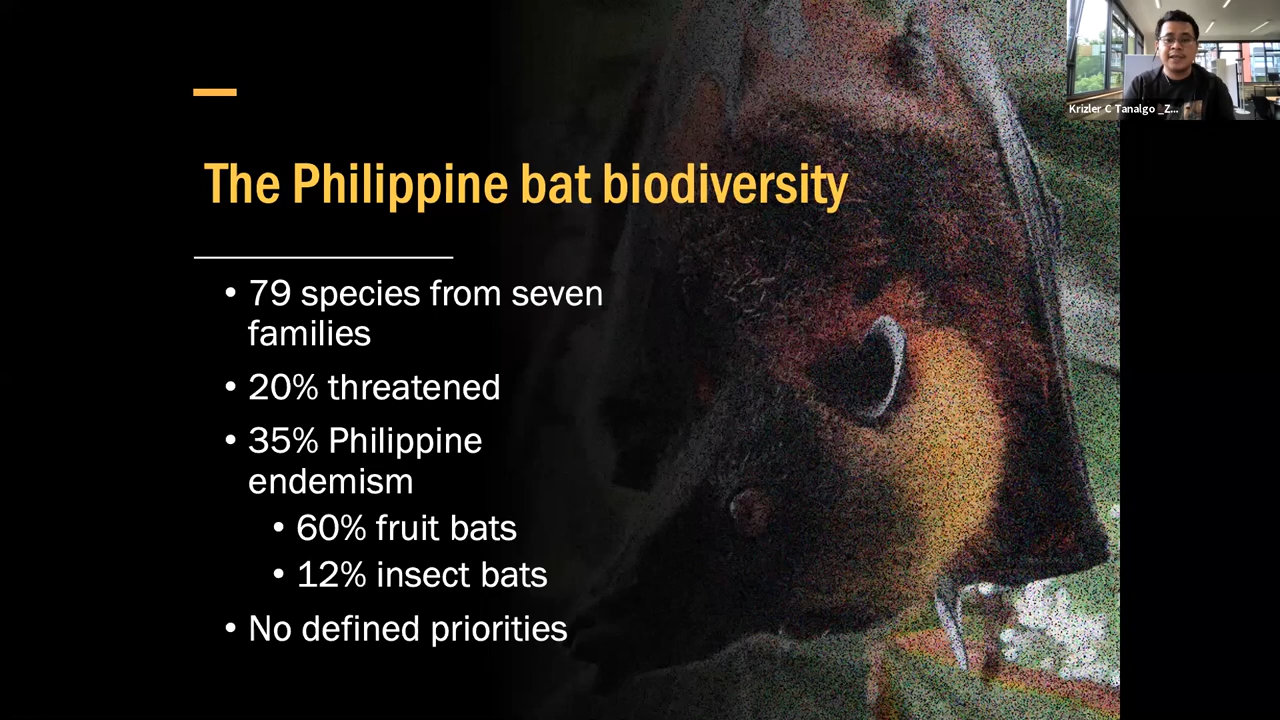 Krizler C Tanalgo _Z...
The Philippine bat biodiversity
• 79 species from seven
families
• 20% threatened
• 35% Philippine
endemism
• 60% fruit bats
• 12% insect bats
• No defined priorities